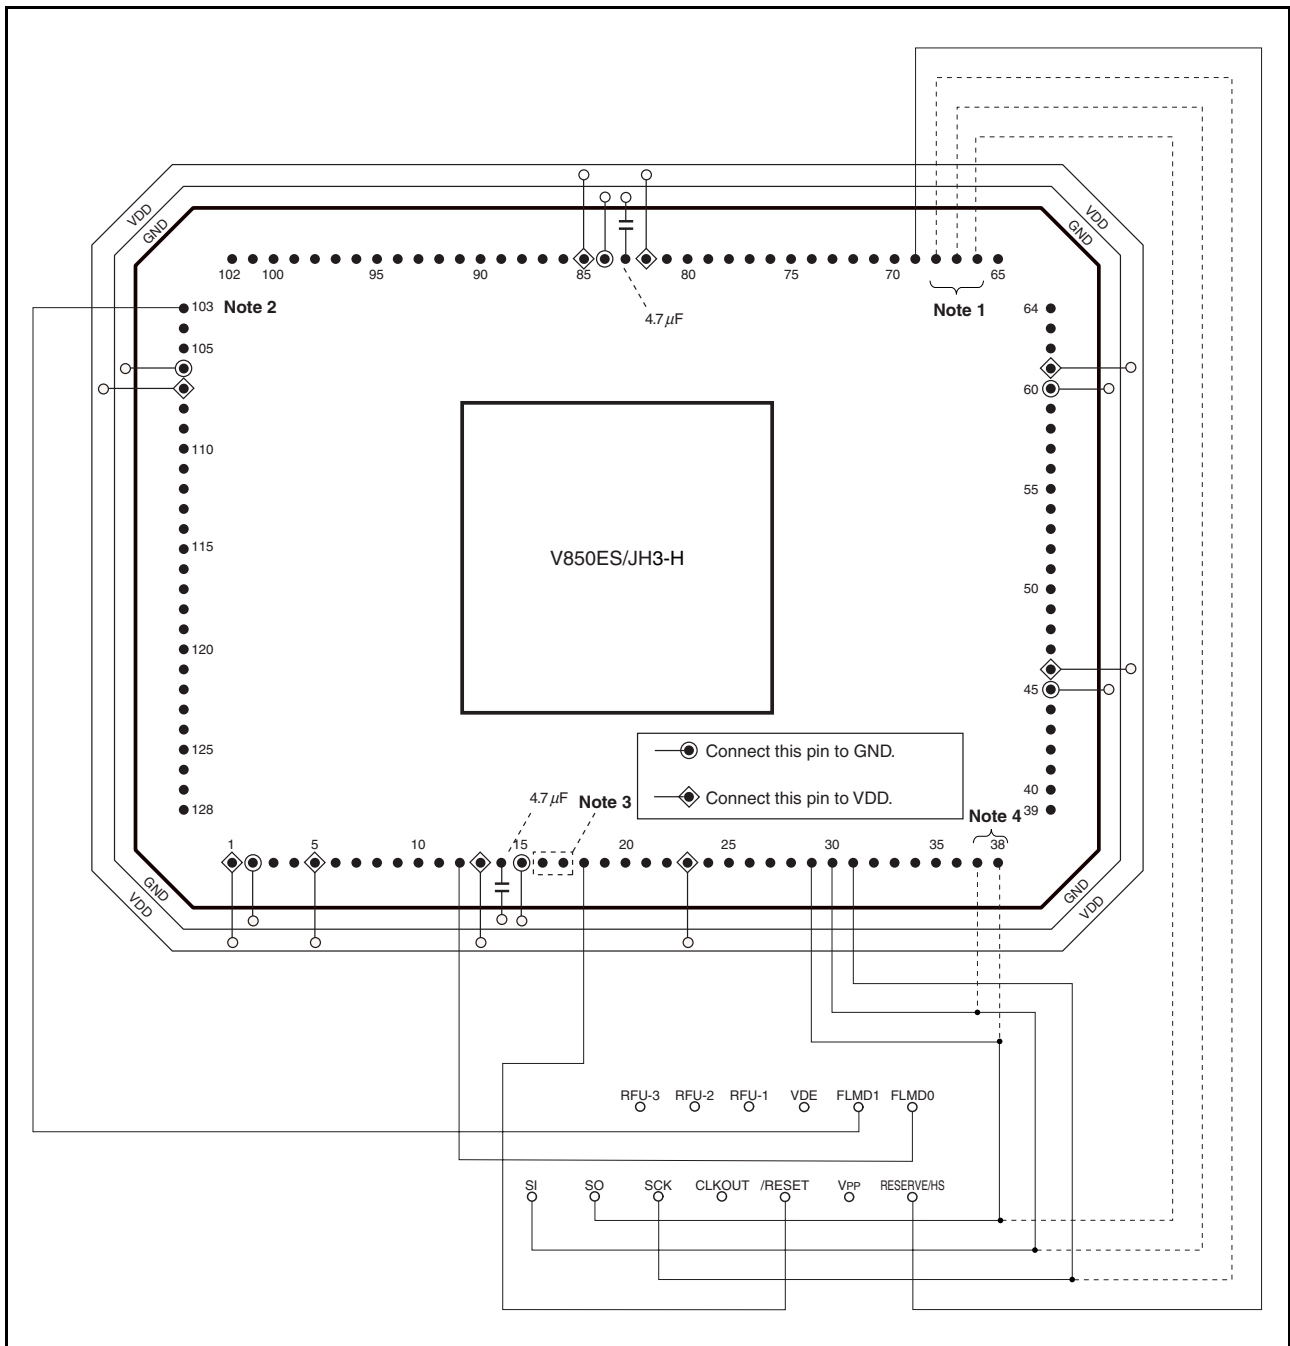 VDD
GND
VDD
GND
102 100 95 90 85 80 75 70 65
103 Note 2
4.7 μF
Note 1
64
105
60
110
55
115
V850ES/JH3-H
50
120
45
125
Connect this pin to GND.
Connect this pin to VDD.
40
128
4.7 μF Note 3
39
Note 4
1 5 10 15 20 25 30 35 38
GND
VDD
GND
VDD
RFU-3 RFU-2 RFU-1 VDE FLMD1 FLMD0
SI SO SCK CLKOUT /RESET VPP RESERVE/HS